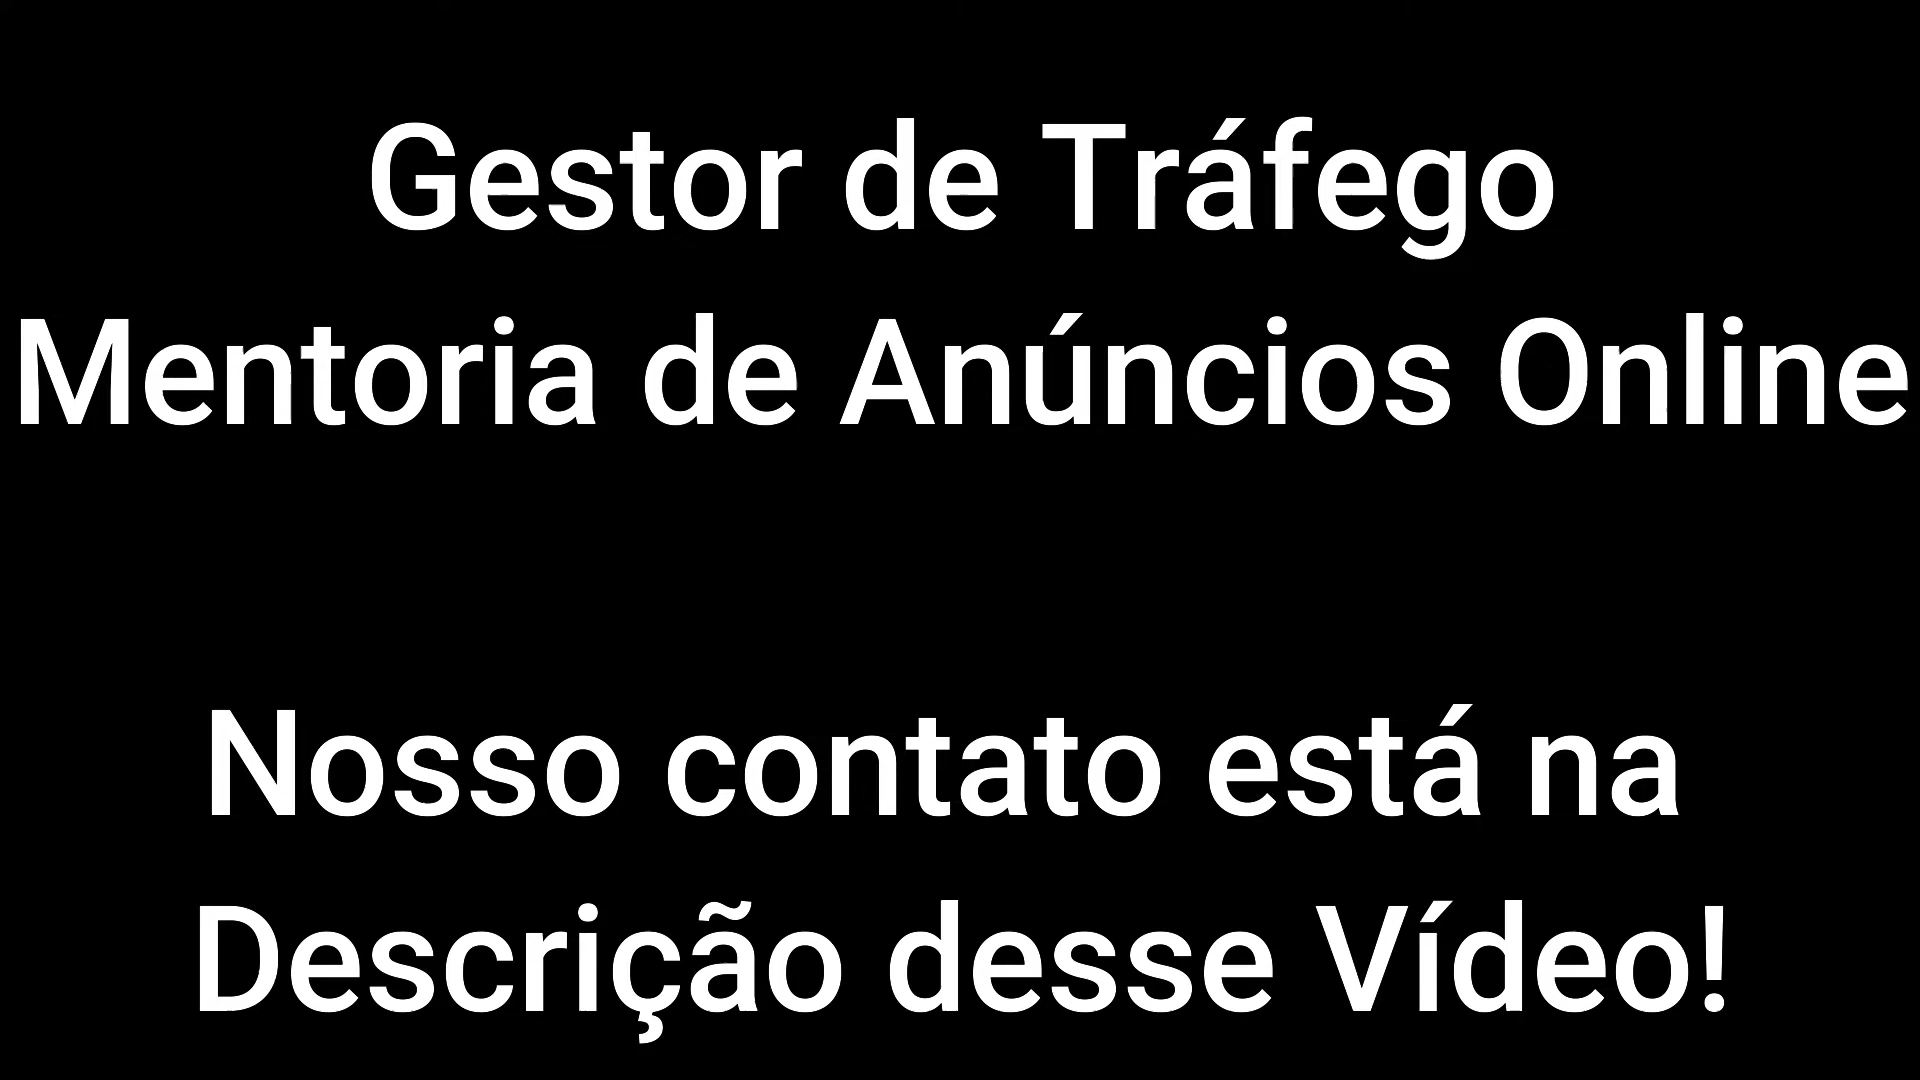 Gestor de Tráfego
Mentoria de Anúncios Online
Nosso contato está na
Descrição desse Vídeo!